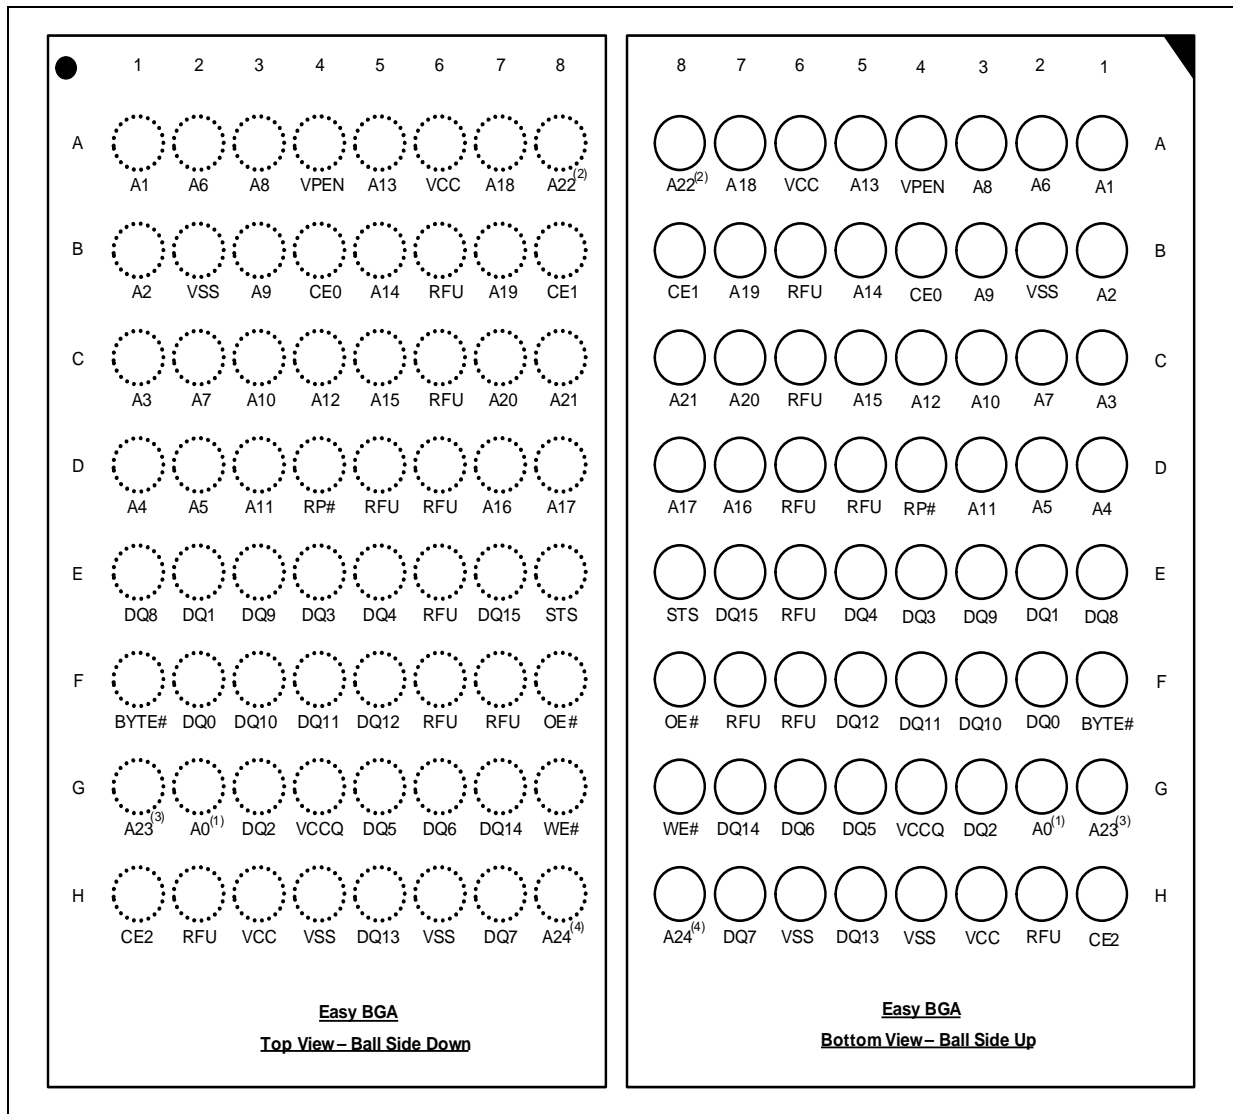 1 2 3 4 5 6 7 8
A
A1 A6 A8 VPEN A13 VCC A18 A22(2)
B
A2 VSS A9 CE0 A14 RFU A19 CE1
C
A3 A7 A10 A12 A15 RFU A20 A21
D
A4 A5 A11 RP# RFU RFU A16 A17
E
DQ8 DQ1 DQ9 DQ3 DQ4 RFU DQ15 STS
F
BYTE# DQ0 DQ10 DQ11 DQ12 RFU RFU OE#
G
A23(3) A0(1) DQ2 VCCQ DQ5 DQ6 DQ14 WE#
H
CE2 RFU VCC VSS DQ13 VSS DQ7 A24(4)
Easy BGA
Top View – Ball Side Down
8 7 6 5 4 3 2 1
A
A22(2) A18 VCC A13 VPEN A8 A6 A1
B
CE1 A19 RFU A14 CE0 A9 VSS A2
C
A21 A20 RFU A15 A12 A10 A7 A3
D
A17 A16 RFU RFU RP# A11 A5 A4
E
STS DQ15 RFU DQ4 DQ3 DQ9 DQ1 DQ8
F
OE# RFU RFU DQ12 DQ11 DQ10 DQ0 BYTE#
G
WE# DQ14 DQ6 DQ5 VCCQ DQ2 A0(1) A23(3)
H
A24(4) DQ7 VSS DQ13 VSS VCC RFU CE2
Easy BGA
Bottom View – Ball Side Up